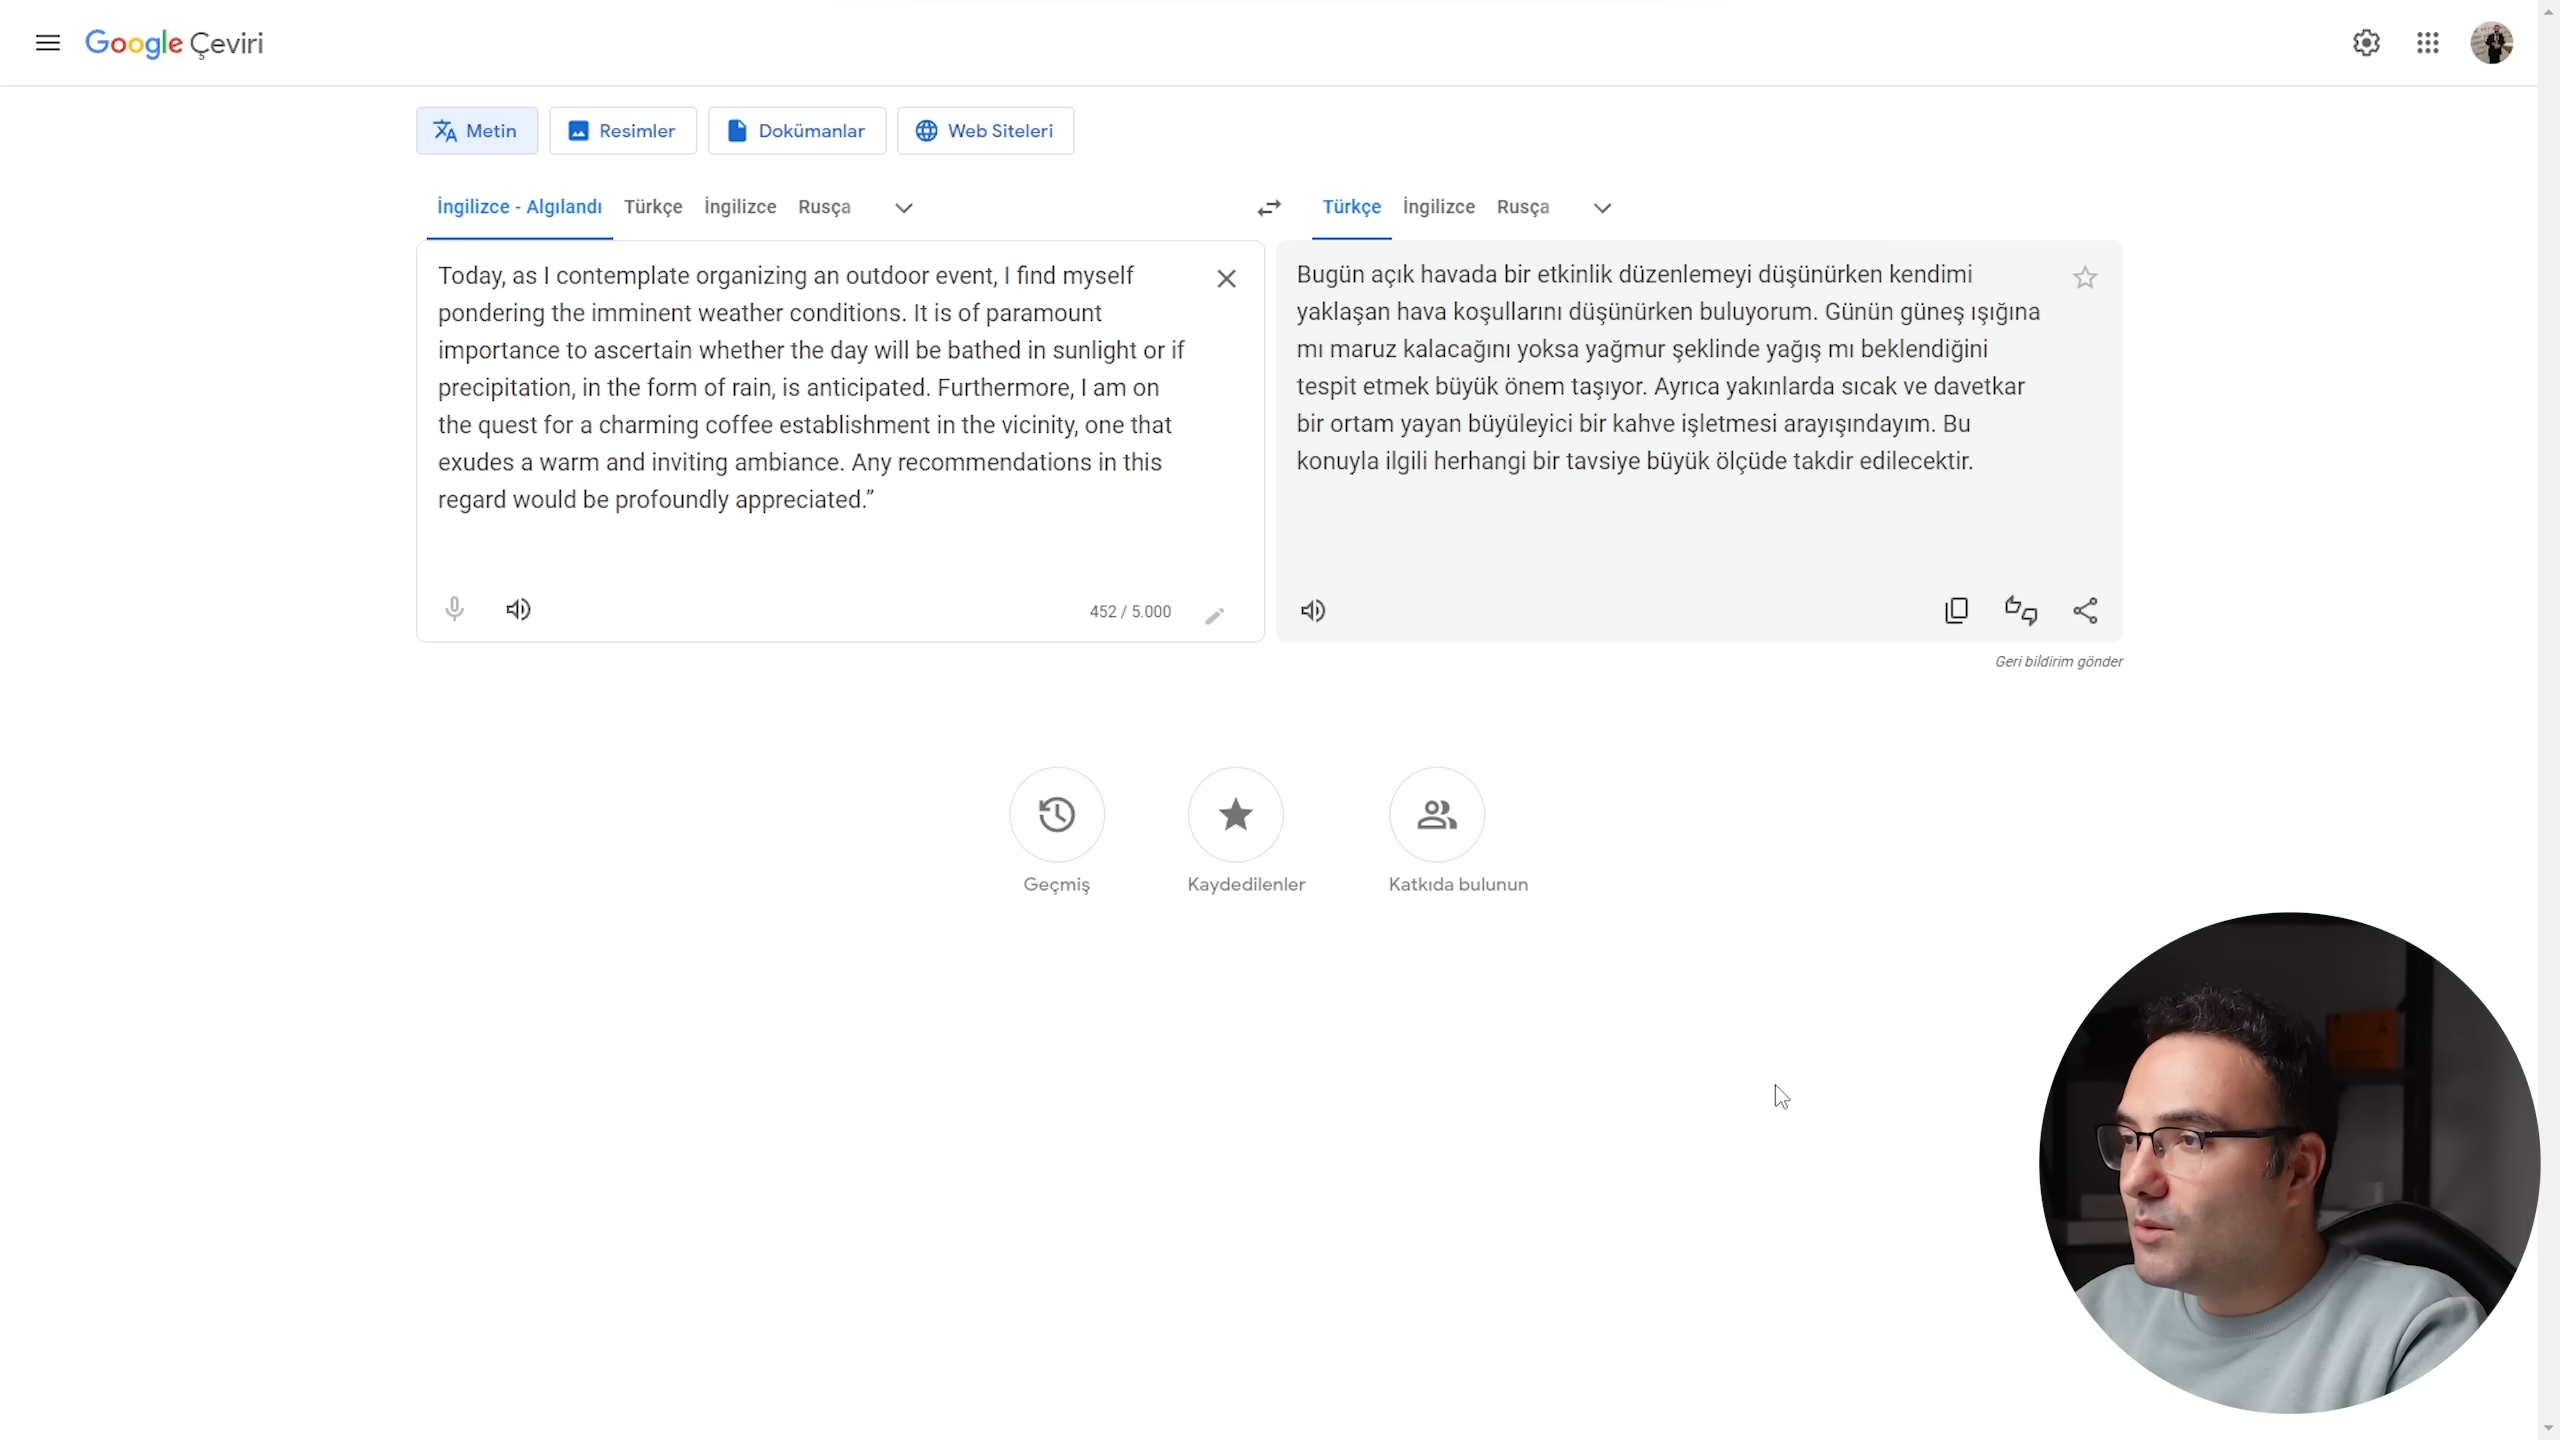 Google Çeviri
Metin
Resimler
Dokümanlar
Web Siteleri
İngilizce - Algılandı
Türkçe
İngilizce
Rusça
Türkçe
İngilizce
Rusça
Today, as I contemplate organizing an outdoor event, I find myself
pondering the imminent weather conditions. It is of paramount
importance to ascertain whether the day will be bathed in sunlight or if
precipitation, in the form of rain, is anticipated. Furthermore, I am on
the quest for a charming coffee establishment in the vicinity, one that
exudes a warm and inviting ambiance. Any recommendations in this
regard would be profoundly appreciated.”
452 / 5.000
Bugün açık havada bir etkinlik düzenlemeyi düşünürken kendimi
yaklaşan hava koşullarını düşünürken buluyorum. Günün güneş ışığına
mı maruz kalacağını yoksa yağmur şeklinde yağış mı beklendiğini
tespit etmek büyük önem taşıyor. Ayrıca yakınlarda sıcak ve davetkar
bir ortam yayan büyüleyici bir kahve işletmesi arayışındayım. Bu
konuyla ilgili herhangi bir tavsiye büyük ölçüde takdir edilecektir.
Geri bildirim gönder
Geçmiş
Kaydedilenler
Katkıda bulunun